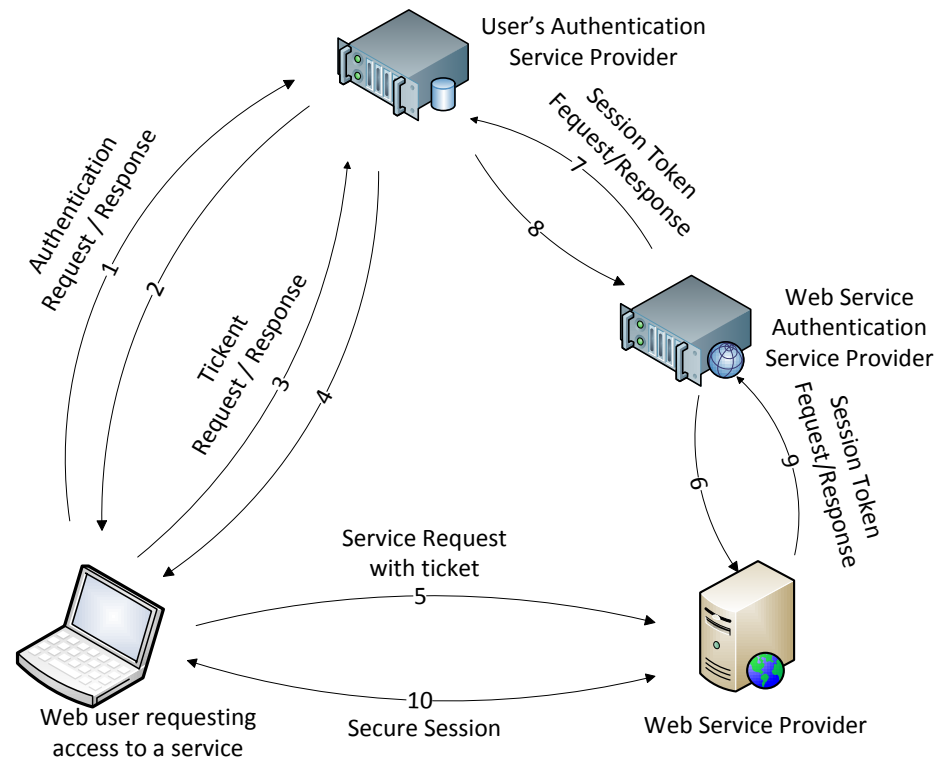 User's Authentication
Service Provider
Authentication
Request / Response
1
2
Tickent
Request / Response
3
4
Session Token
Fequest/Response
7
8
Web Service
Authentication
Service Provider
Session Token
Fequest/Response
9
6
Service Request
with ticket
5
10
Secure Session
Web user requesting
access to a service
Web Service Provider